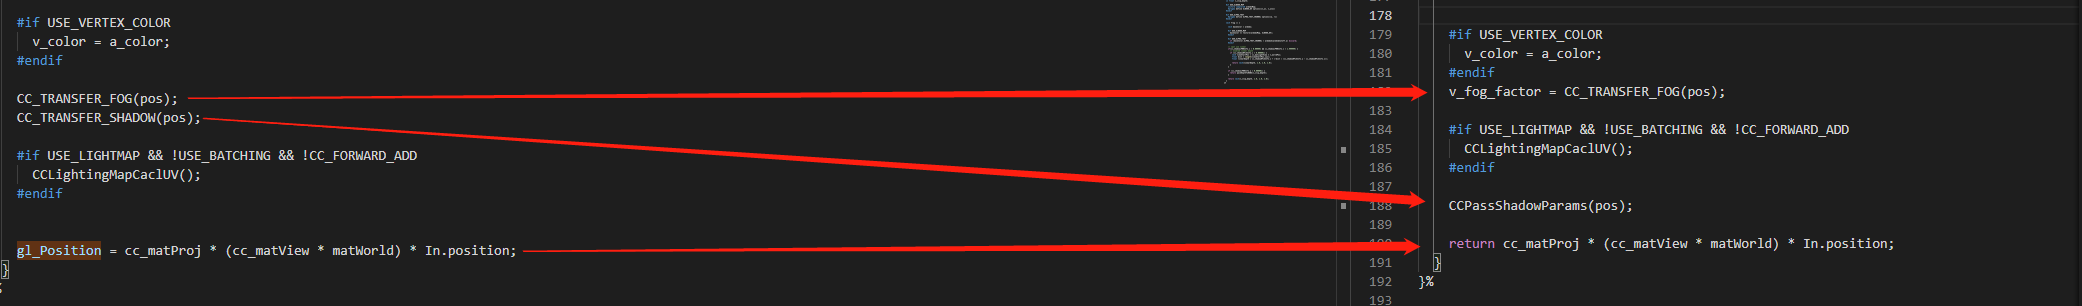 #if USE_VERTEX_COLOR
v_color = a_color;
#endif
CC_TRANSFER_FOG(pos);
CC_TRANSFER_SHADOW(pos);
#if USE_LIGHTMAP && !USE_BATCHING && !CC_FORWARD_ADD
CCLightingMapCaclUV();
#endif
gl_Position = cc_matProj * (cc_matView * matWorld) * In.position;
}
178
179 #if USE_VERTEX_COLOR
180 v_color = a_color;
181 #endif
v_fog_factor = CC_TRANSFER_FOG(pos);
183
184 #if USE_LIGHTMAP && !USE_BATCHING && !CC_FORWARD_ADD
185 CCLightingMapCaclUV();
186 #endif
187
188 CCPassShadowParams(pos);
189
return cc_matProj * (cc_matView * matWorld) * In.position;
191 }
192 }%
193